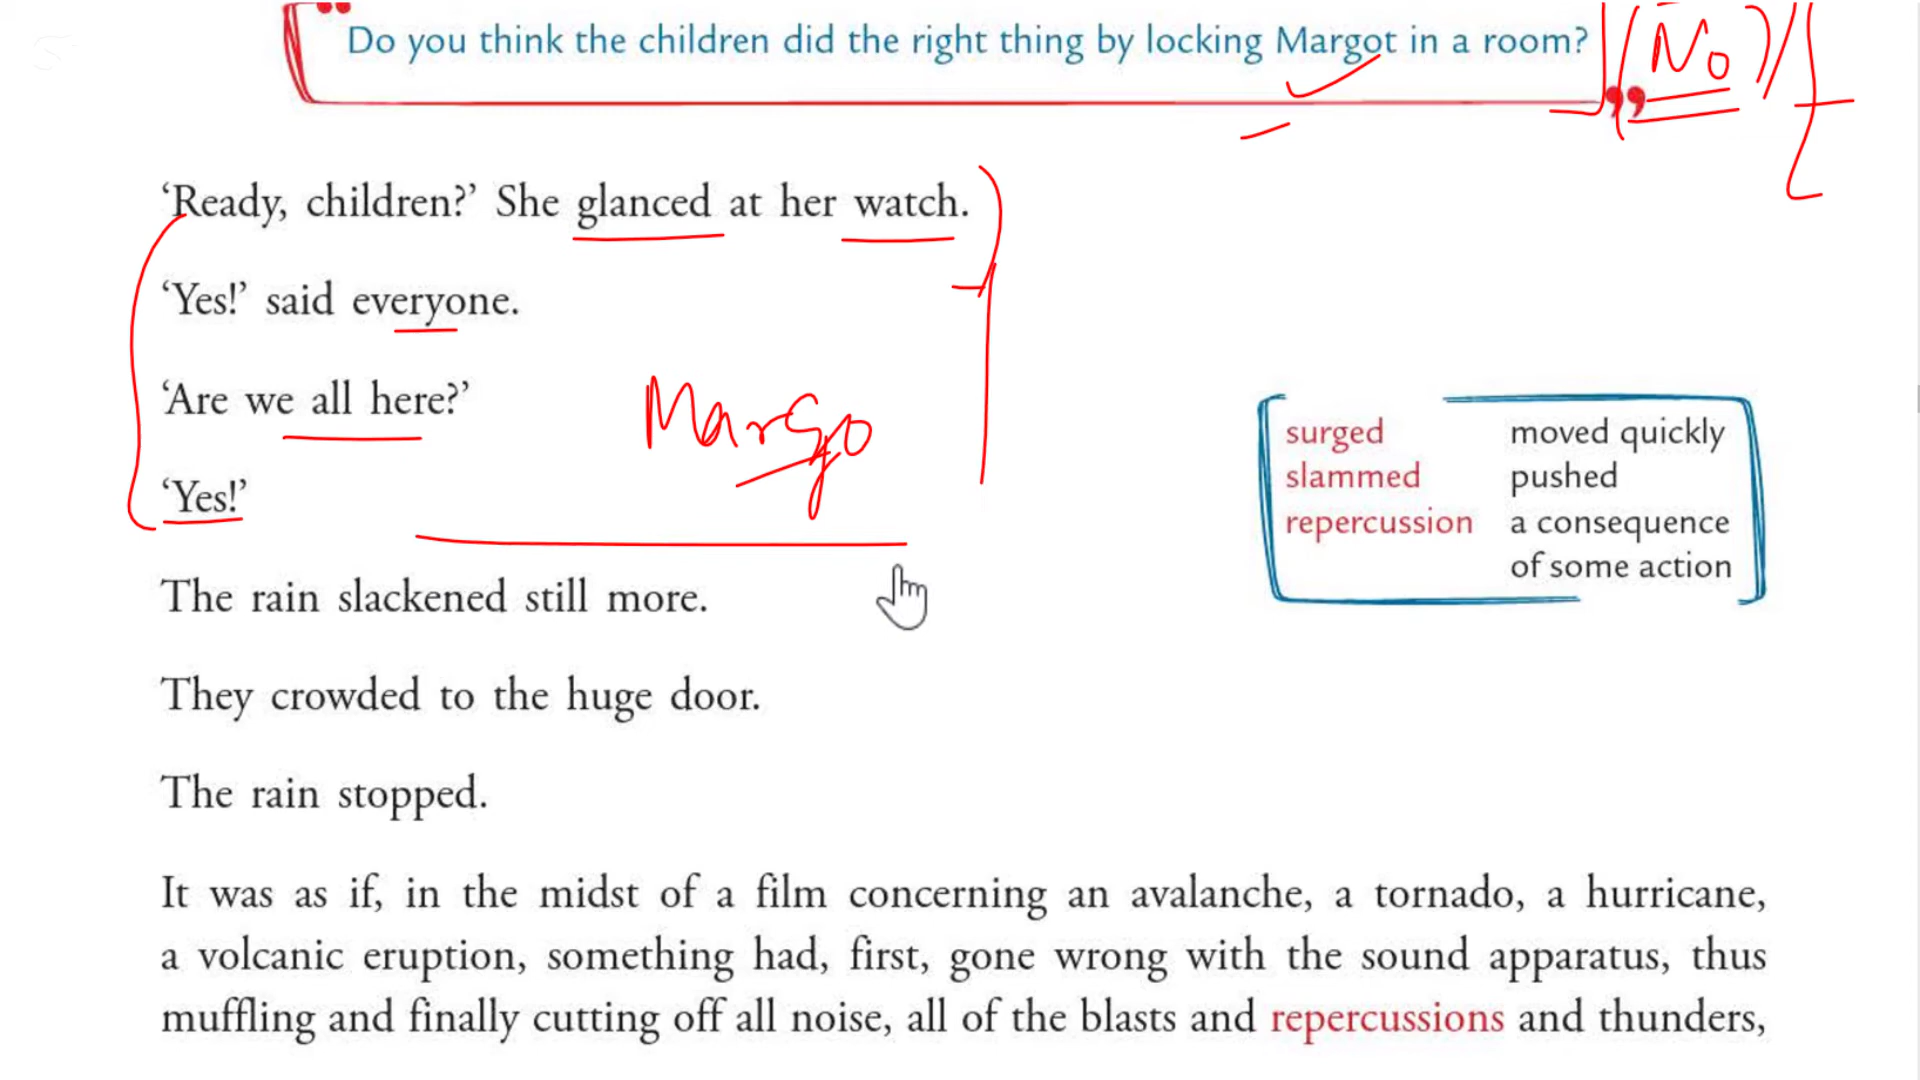 “Do you think the children did the right thing by locking Margot in a room?” (No)
‘Ready, children?’ She glanced at her watch.
‘Yes!’ said everyone.
‘Are we all here?’
Margo
‘Yes!’
surged moved quickly
slammed pushed
repercussion a consequence
of some action
The rain slackened still more.
They crowded to the huge door.
The rain stopped.
It was as if, in the midst of a film concerning an avalanche, a tornado, a hurricane,
a volcanic eruption, something had, first, gone wrong with the sound apparatus, thus
muffling and finally cutting off all noise, all of the blasts and repercussions and thunders,